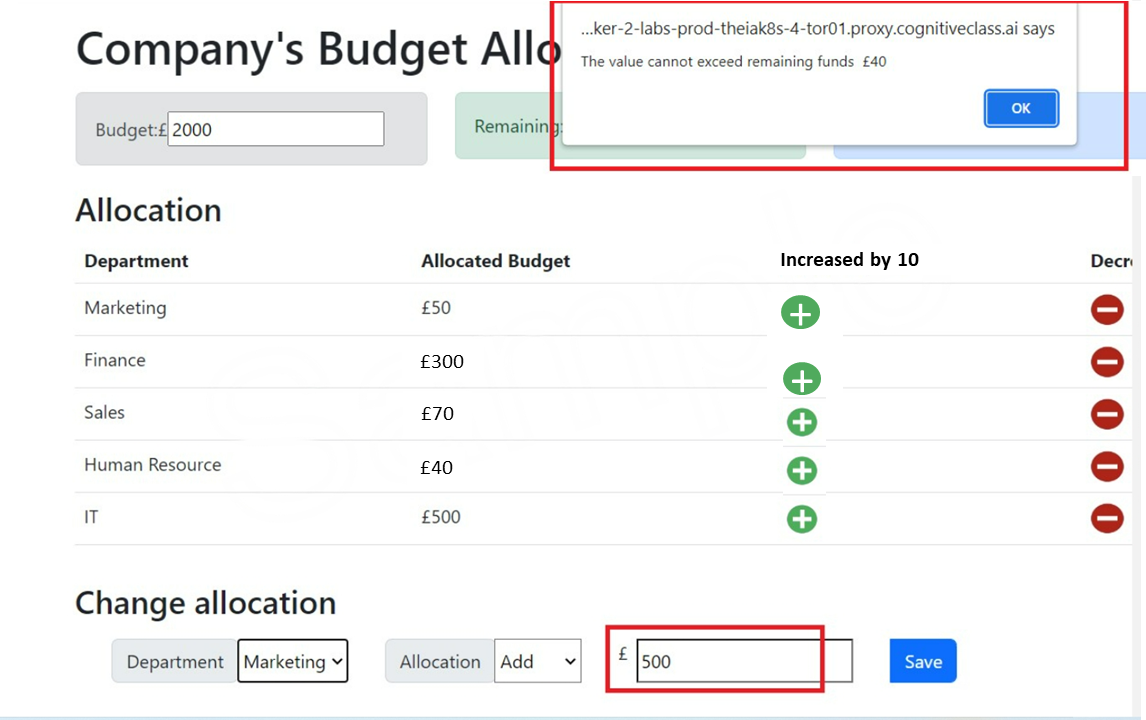 ...ker-2-labs-prod-theiak8s-4-tor01.proxy.cognitiveclass.ai says
The value cannot exceed remaining funds £40
OK
Company's Budget Allo
Budget:£ 2000
Remaining:
Allocation
Department Allocated Budget Increased by 10 Decre
Marketing £50
Finance £300
Sales £70
Human Resource £40
IT £500
Change allocation
Department Marketing Allocation Add £ 500 Save